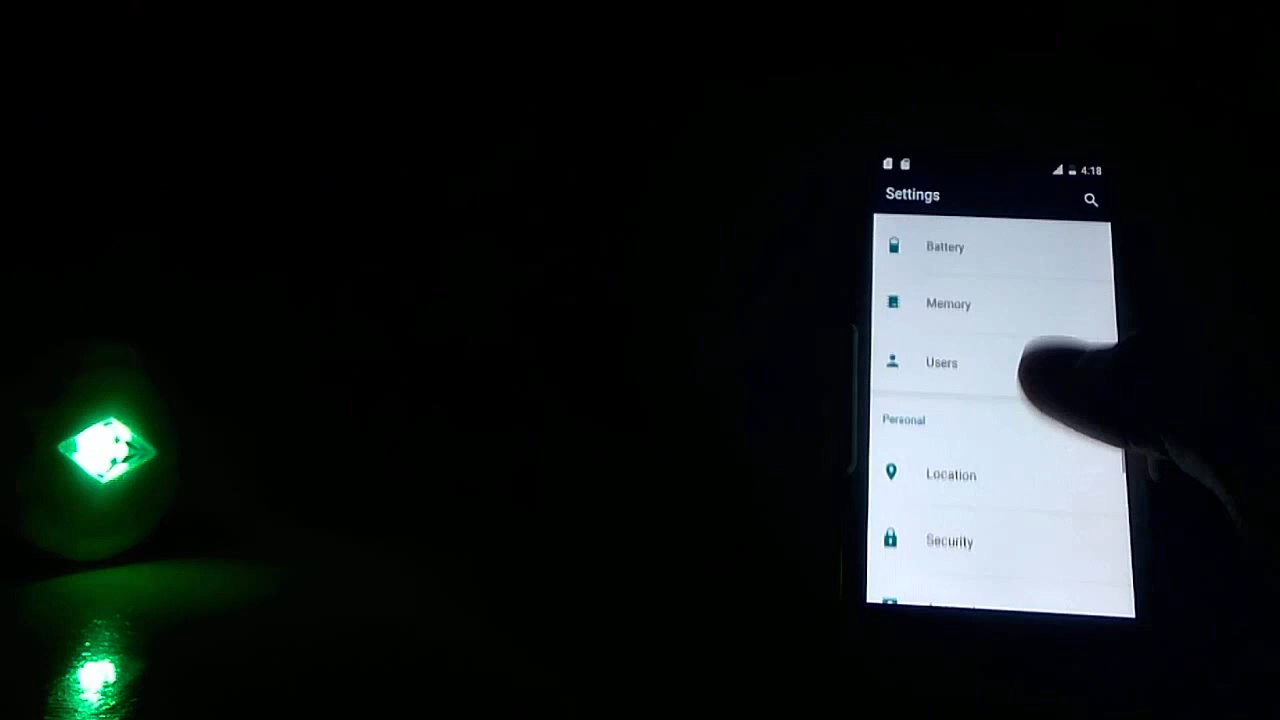 4:18
Settings
Battery
Memory
Users
Personal
Location
Security